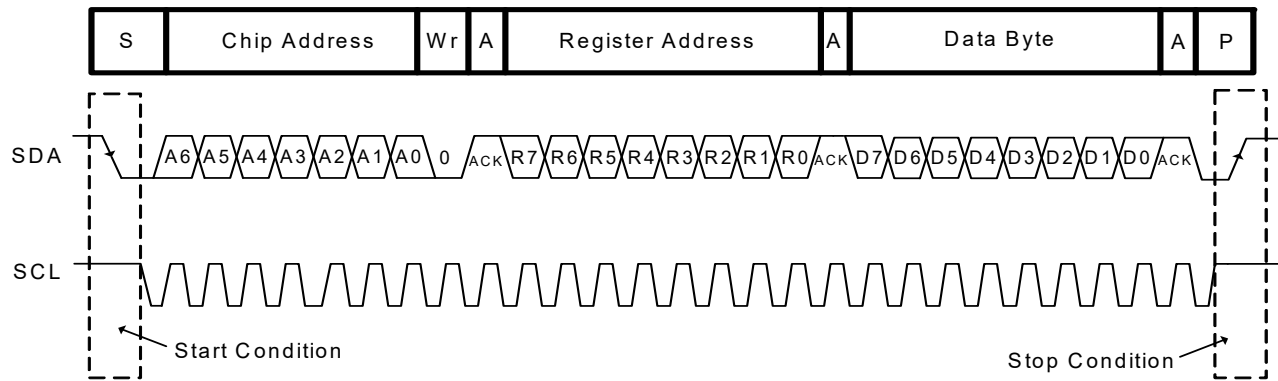 S Chip Address Wr A Register Address A Data Byte A P
SDA A6 A5 A4 A3 A2 A1 A0 0 ACK R7 R6 R5 R4 R3 R2 R1 R0 ACK D7 D6 D5 D4 D3 D2 D1 D0 ACK
SCL
Start Condition
Stop Condition